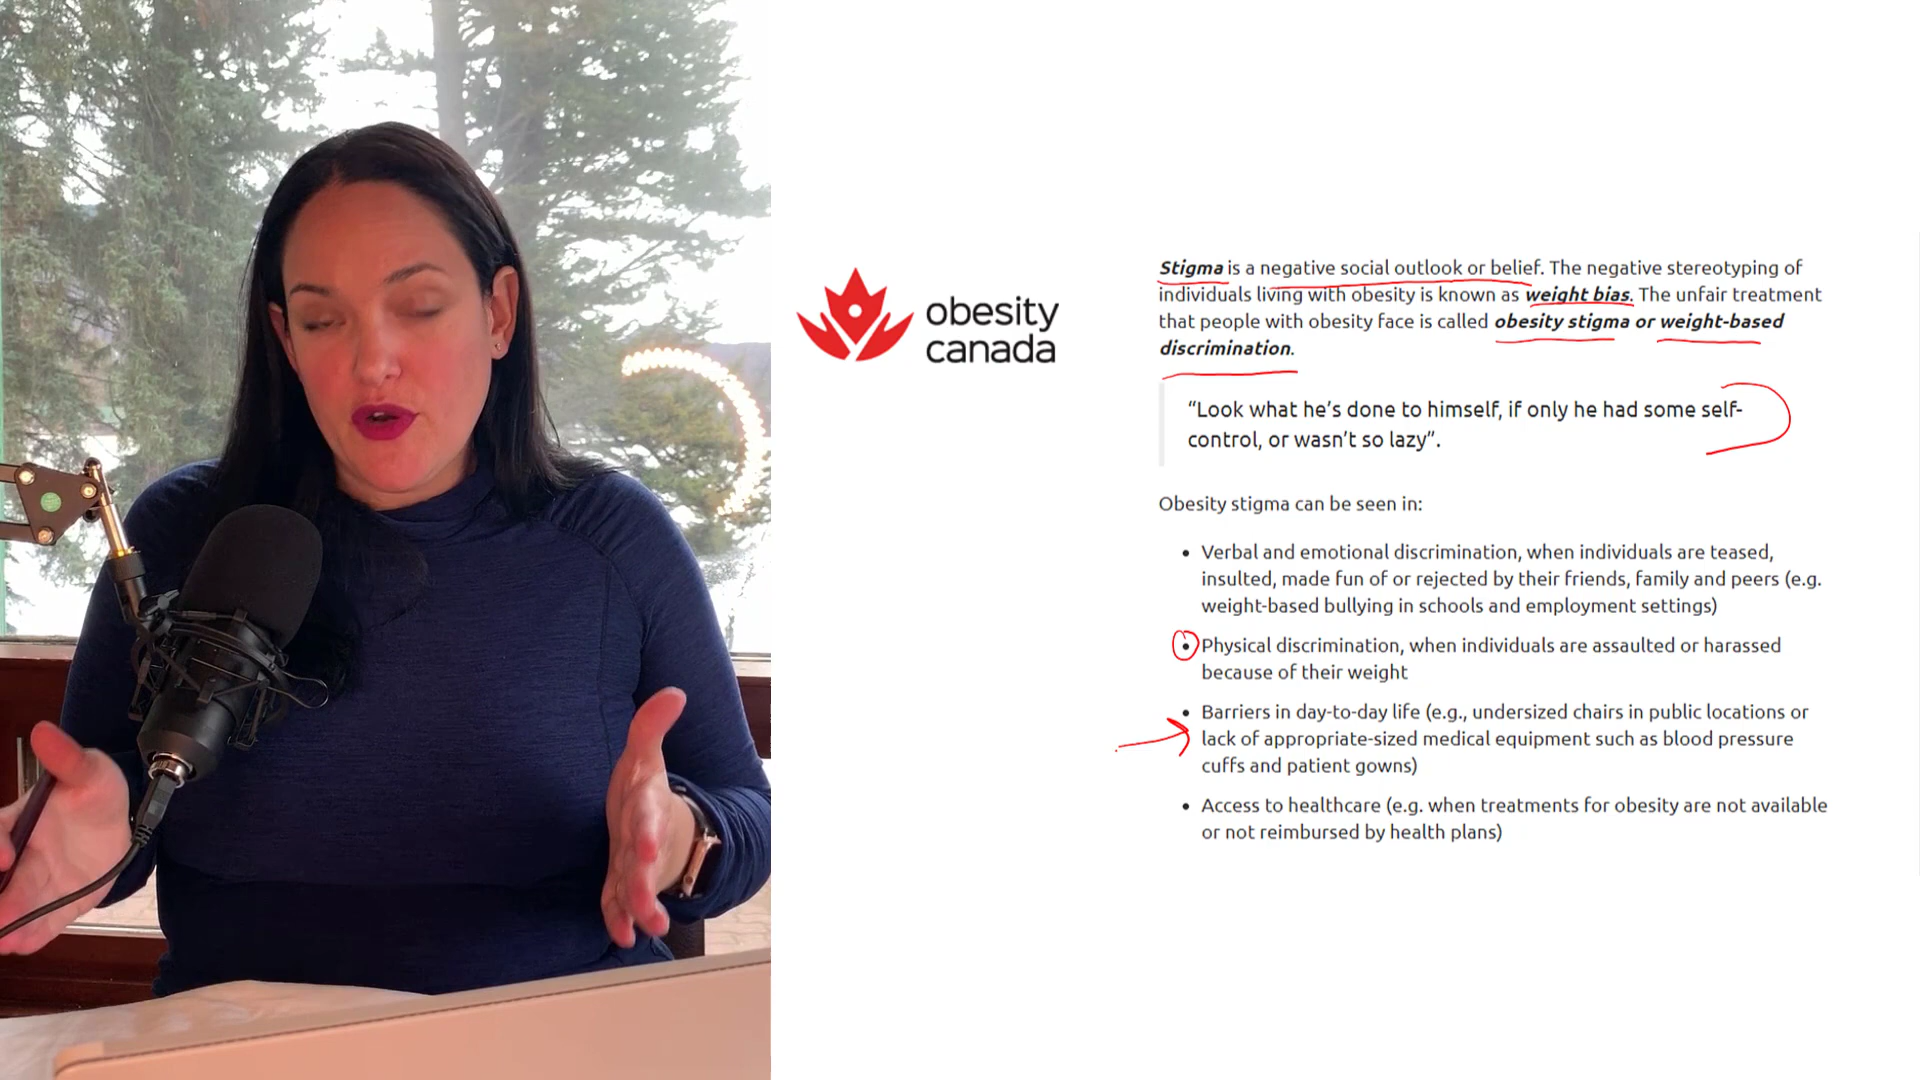 obesity
canada
Stigma is a negative social outlook or belief. The negative stereotyping of
individuals living with obesity is known as weight bias. The unfair treatment
that people with obesity face is called obesity stigma or weight-based
discrimination.
“Look what he’s done to himself, if only he had some self-
control, or wasn’t so lazy”.
Obesity stigma can be seen in:
• Verbal and emotional discrimination, when individuals are teased,
insulted, made fun of or rejected by their friends, family and peers (e.g.
weight-based bullying in schools and employment settings)
• Physical discrimination, when individuals are assaulted or harassed
because of their weight
• Barriers in day-to-day life (e.g., undersized chairs in public locations or
lack of appropriate-sized medical equipment such as blood pressure
cuffs and patient gowns)
• Access to healthcare (e.g. when treatments for obesity are not available
or not reimbursed by health plans)